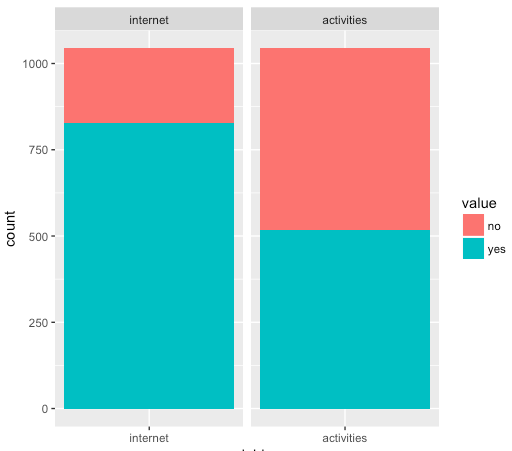 internet activities
1000
750
500
250
0
count
internet activities
value
no
yes